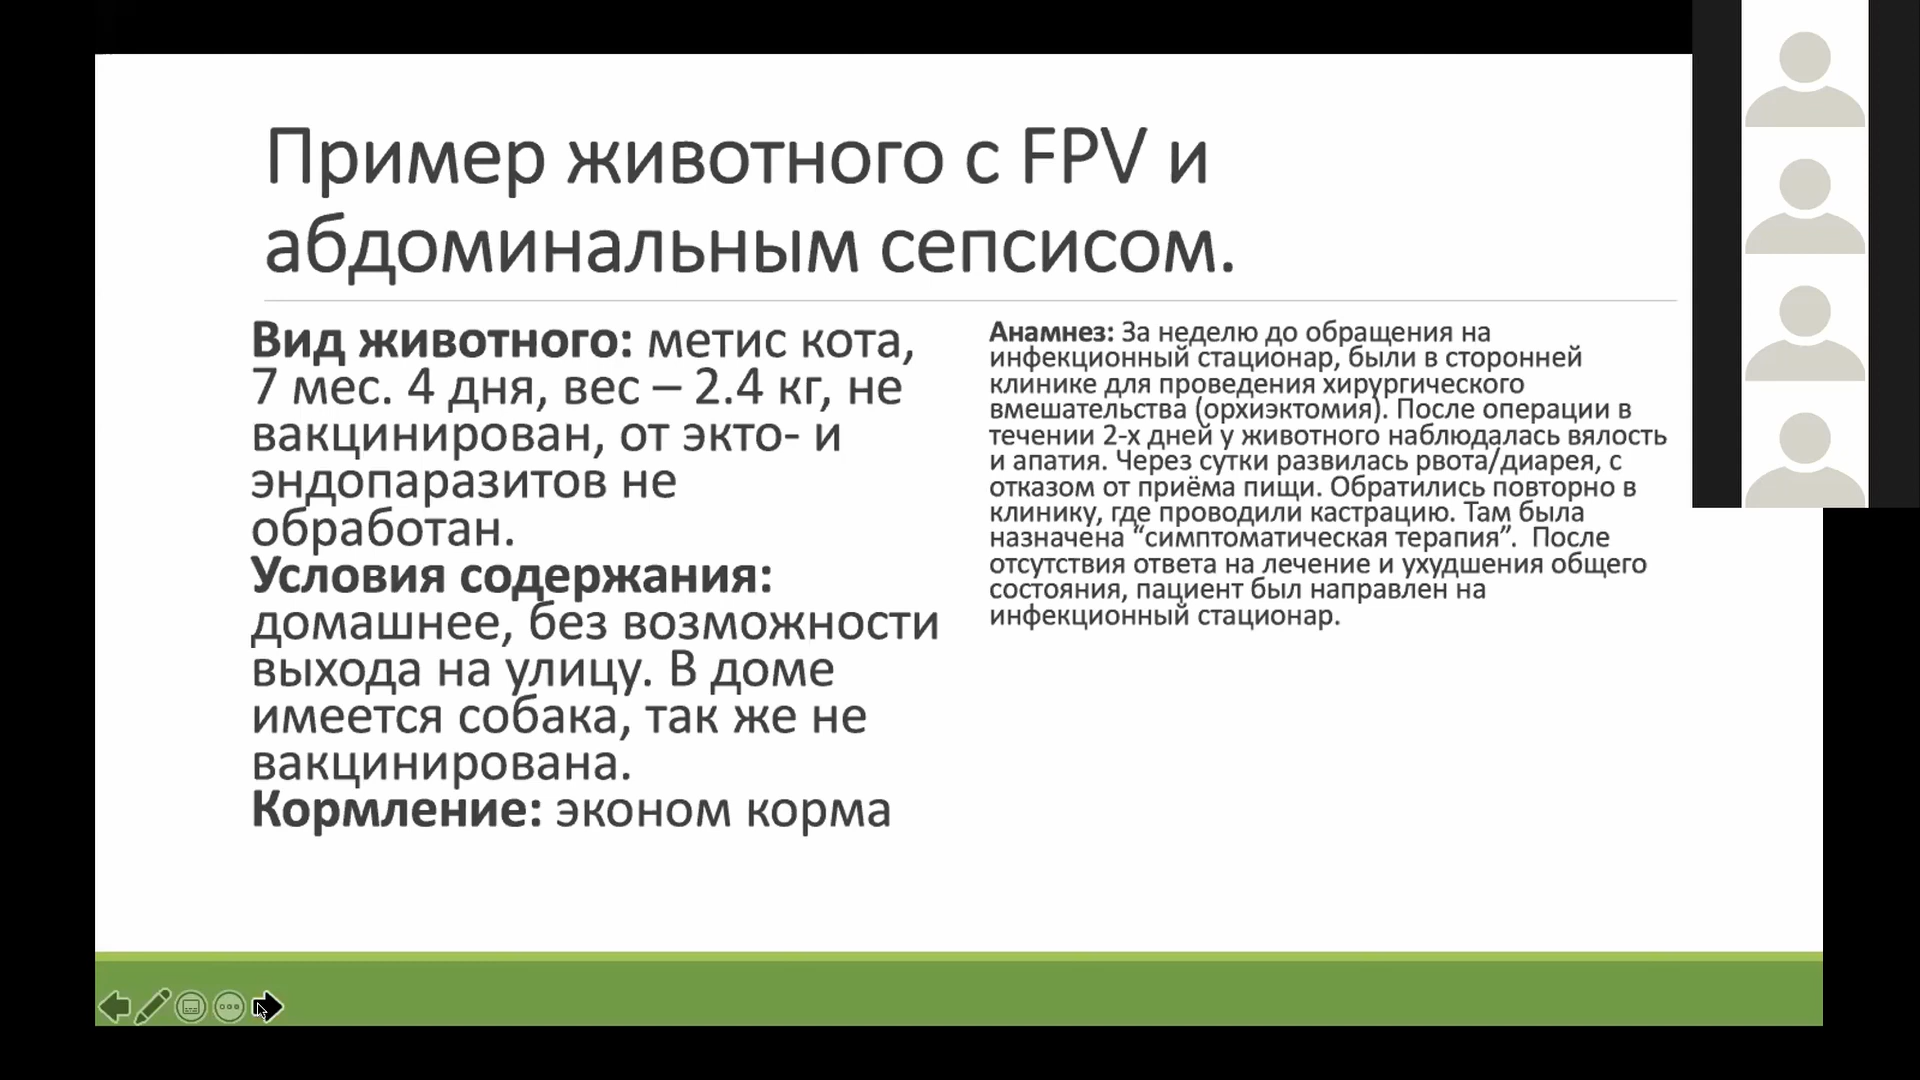 Пример животного с FPV и
абдоминальным сепсисом.
Вид животного: метис кота,
7 мес. 4 дня, вес – 2.4 кг, не
вакцинирован, от экто- и
эндопаразитов не
обработан.
Условия содержания:
домашнее, без возможности
выхода на улицу. В доме
имеется собака, так же не
вакцинирована.
Кормление: эконом корма
Анамнез: За неделю до обращения на
инфекционный стационар, были в сторонней
клинике для проведения хирургического
вмешательства (орхиэктомия). После операции в
течении 2-х дней у животного наблюдалась вялость
и апатия. Через сутки развилась рвота/диарея, с
отказом от приёма пищи. Обратились повторно в
клинику, где проводили кастрацию. Там была
назначена “симптоматическая терапия”.  После
отсутствия ответа на лечение и ухудшения общего
состояния, пациент был направлен на
инфекционный стационар.